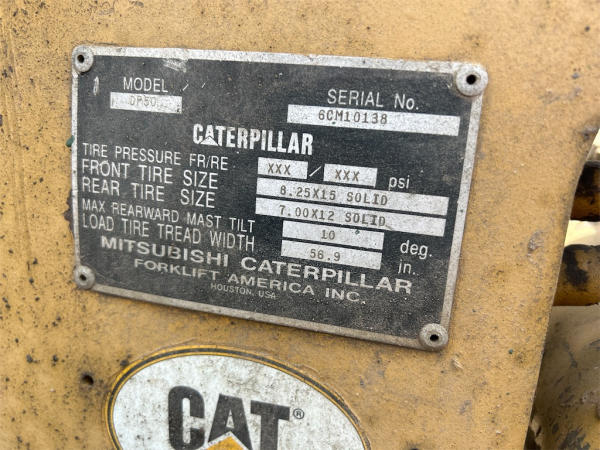 MODEL
DP50
SERIAL No.
6CM10138
CATERPILLAR
TIRE PRESSURE FR/RE XXX / XXX psi
FRONT TIRE SIZE 8.25X15 SOLID
REAR TIRE SIZE 7.00X12 SOLID
MAX REARWARD MAST TILT 10 deg.
LOAD TIRE TREAD WIDTH 56.9 in.
MITSUBISHI CATERPILLAR
FORKLIFT AMERICA INC.
HOUSTON, USA
CAT®